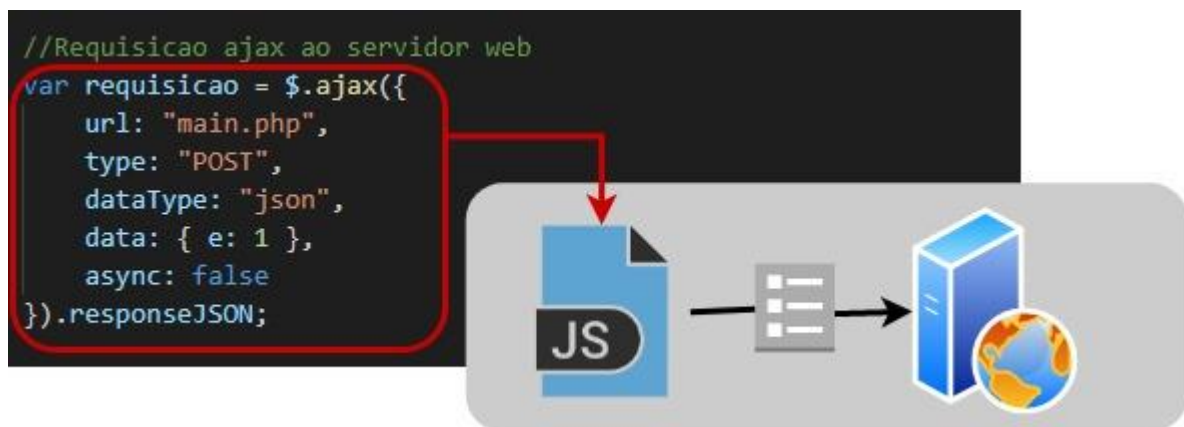 //Requisicao ajax ao servidor web
var requisicao = $.ajax({
url: "main.php",
type: "POST",
dataType: "json",
data: { e: 1 },
async: false
}).responseJSON;
JS